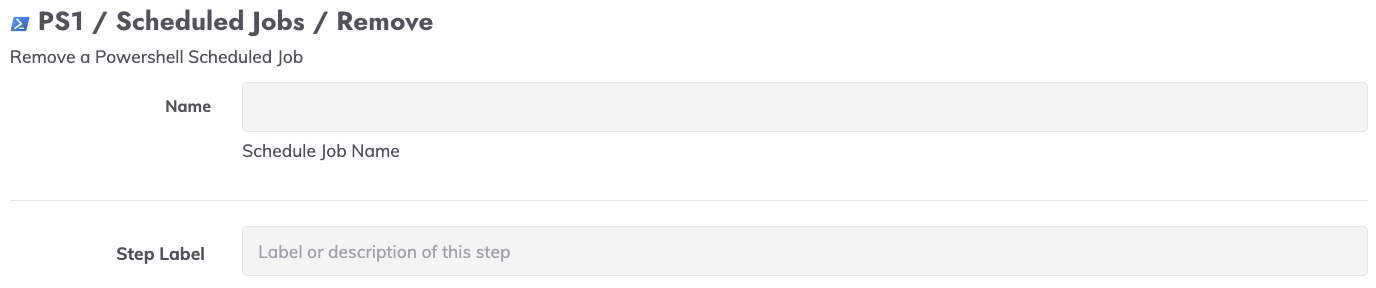 PS1 / Scheduled Jobs / Remove
Remove a Powershell Scheduled Job
Name
Schedule Job Name
Step Label
Label or description of this step